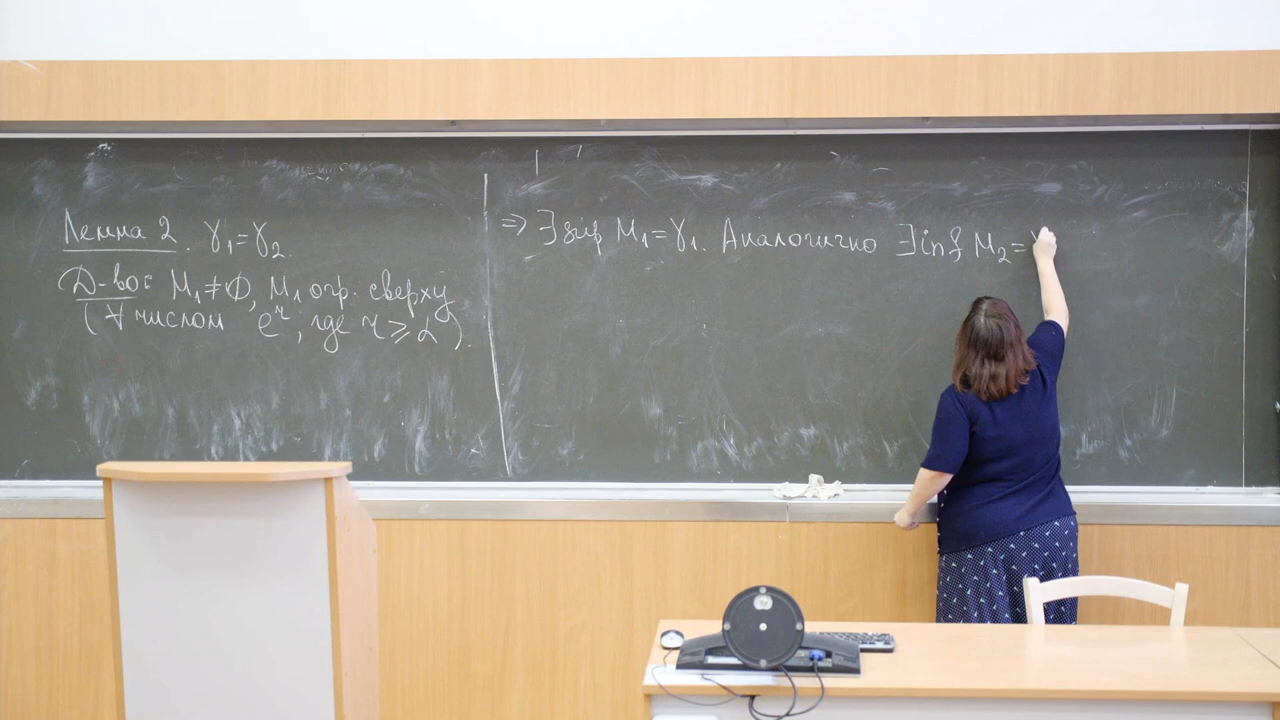 Лемма 2. γ₁=γ₂.
Д-во: M₁≠∅, M₁ огр. сверху
(∀ числом eʳ, где r⩾α).
⇒ ∃ sup M₁=γ₁. Аналогично ∃ inf M₂=